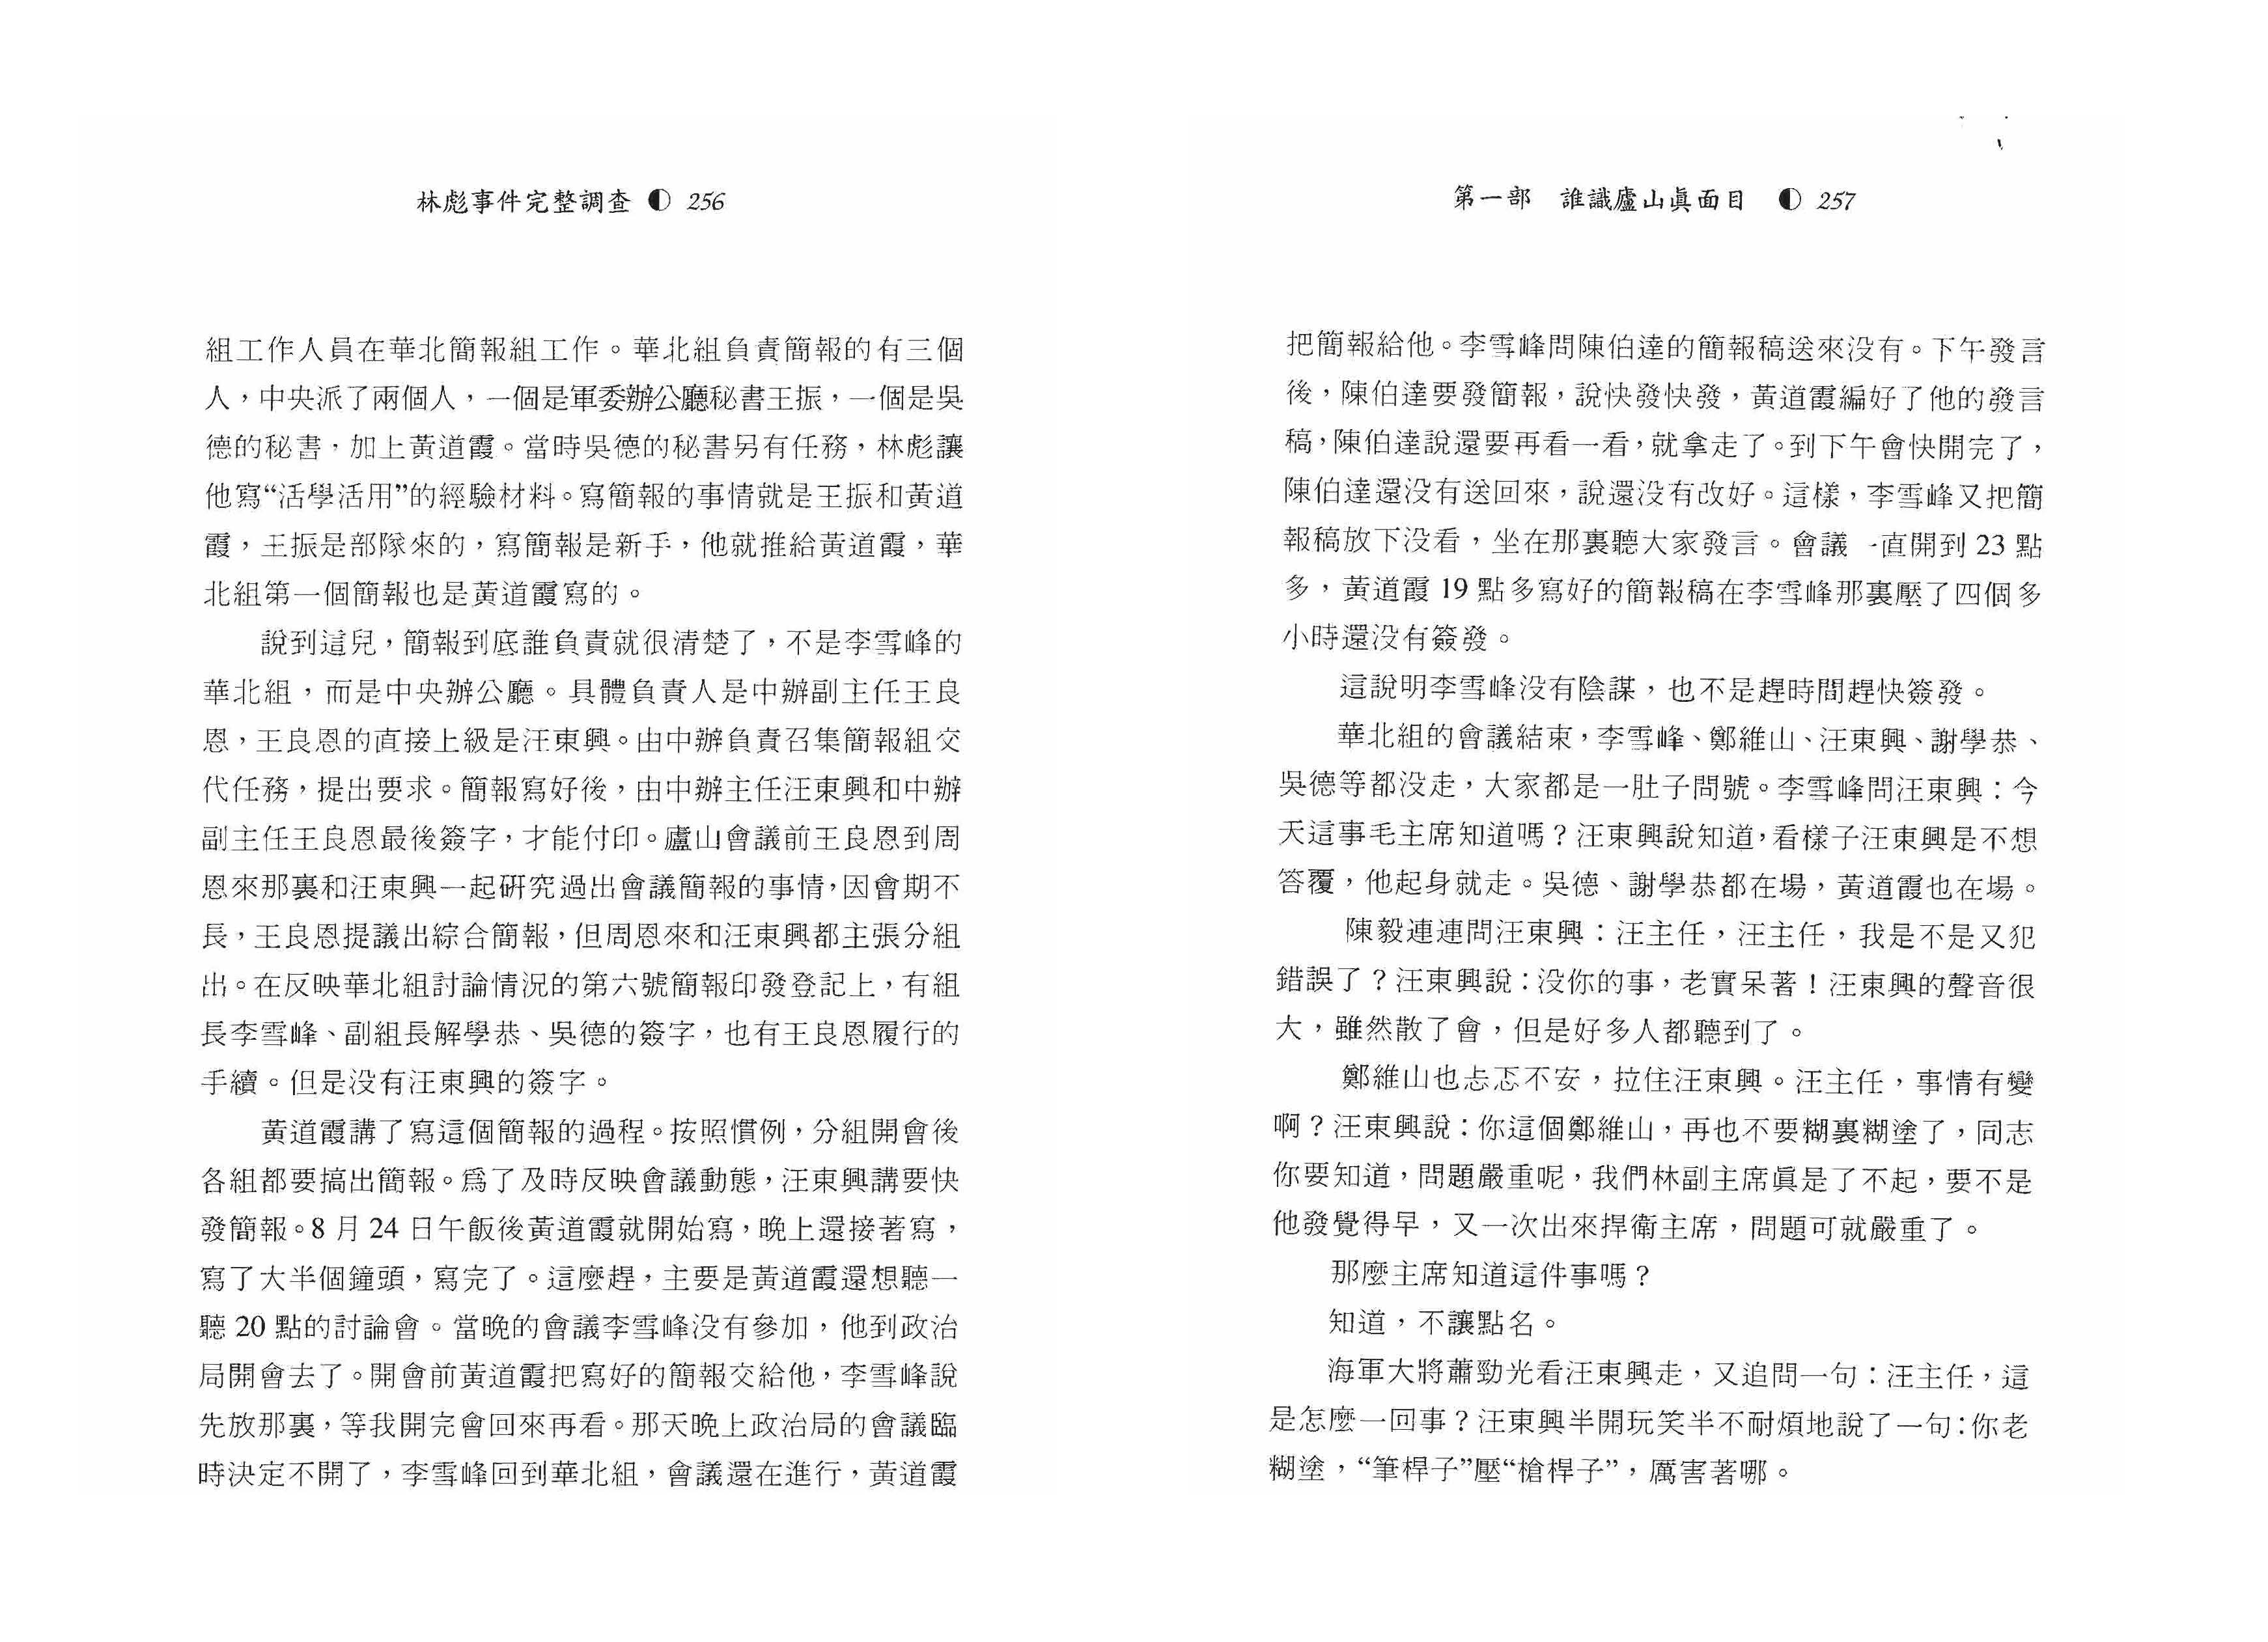 林彪事件完整調查 ◐ 256
組工作人員在華北簡報組工作。華北組負責簡報的有三個
人，中央派了兩個人，一個是軍委辦公廳秘書王振，一個是吳
德的秘書，加上黃道霞。當時吳德的秘書另有任務，林彪讓
他寫“活學活用”的經驗材料。寫簡報的事情就是王振和黃道
霞，王振是部隊來的，寫簡報是新手，他就推給黃道霞，華
北組第一個簡報也是黃道霞寫的。
說到這兒，簡報到底誰負責就很清楚了，不是李雪峰的
華北組，而是中央辦公廳。具體負責人是中辦副主任王良
恩，王良恩的直接上級是汪東興。由中辦負責召集簡報組交
代任務，提出要求。簡報寫好後，由中辦主任汪東興和中辦
副主任王良恩最後簽字，才能付印。廬山會議前王良恩到周
恩來那裏和汪東興一起研究過出會議簡報的事情，因會期不
長，王良恩提議出綜合簡報，但周恩來和汪東興都主張分組
出。在反映華北組討論情況的第六號簡報印發登記上，有組
長李雪峰、副組長解學恭、吳德的簽字，也有王良恩履行的
手續。但是没有汪東興的簽字。
黃道霞講了寫這個簡報的過程。按照慣例，分組開會後
各組都要搞出簡報。爲了及時反映會議動態，汪東興講要快
發簡報。8 月 24 日午飯後黃道霞就開始寫，晚上還接著寫，
寫了大半個鐘頭，寫完了。這麼趕，主要是黃道霞還想聽一
聽 20 點的討論會。當晚的會議李雪峰没有參加，他到政治
局開會去了。開會前黃道霞把寫好的簡報交給他，李雪峰說
先放那裏，等我開完會回來再看。那天晚上政治局的會議臨
時決定不開了，李雪峰回到華北組，會議還在進行，黃道霞
第一部　誰識廬山眞面目 ◐ 257
把簡報給他。李雪峰問陳伯達的簡報稿送來没有。下午發言
後，陳伯達要發簡報，說快發快發，黃道霞編好了他的發言
稿，陳伯達說還要再看一看，就拿走了。到下午會快開完了，
陳伯達還没有送回來，說還没有改好。這樣，李雪峰又把簡
報稿放下没看，坐在那裏聽大家發言。會議一直開到 23 點
多，黃道霞 19 點多寫好的簡報稿在李雪峰那裏壓了四個多
小時還没有簽發。
這說明李雪峰没有陰謀，也不是趕時間趕快簽發。
華北組的會議結束，李雪峰、鄭維山、汪東興、謝學恭、
吳德等都没走，大家都是一肚子問號。李雪峰問汪東興：今
天這事毛主席知道嗎？汪東興說知道，看樣子汪東興是不想
答覆，他起身就走。吳德、謝學恭都在場，黃道霞也在場。
陳毅連連問汪東興：汪主任，汪主任，我是不是又犯
錯誤了？汪東興說：没你的事，老實呆著！汪東興的聲音很
大，雖然散了會，但是好多人都聽到了。
鄭維山也忐忑不安，拉住汪東興。汪主任，事情有變
啊？汪東興說：你這個鄭維山，再也不要糊裏糊塗了，同志
你要知道，問題嚴重呢，我們林副主席眞是了不起，要不是
他發覺得早，又一次出來捍衛主席，問題可就嚴重了。
那麼主席知道這件事嗎？
知道，不讓點名。
海軍大將蕭勁光看汪東興走，又追問一句：汪主任，這
是怎麼一回事？汪東興半開玩笑半不耐煩地說了一句：你老
糊塗，“筆桿子”壓“槍桿子”，厲害著哪。